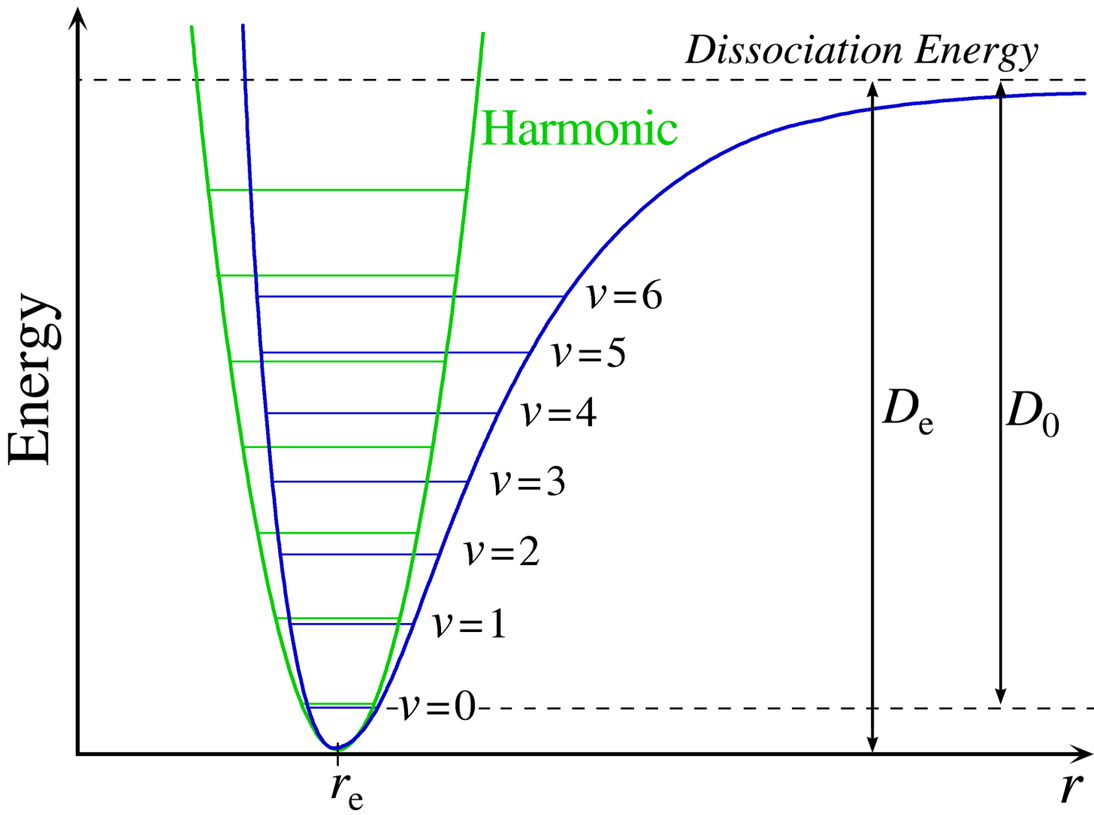 Dissociation Energy
Harmonic
Energy
v=6
v=5
v=4
v=3
v=2
v=1
v=0
Dₑ
D₀
rₑ
r